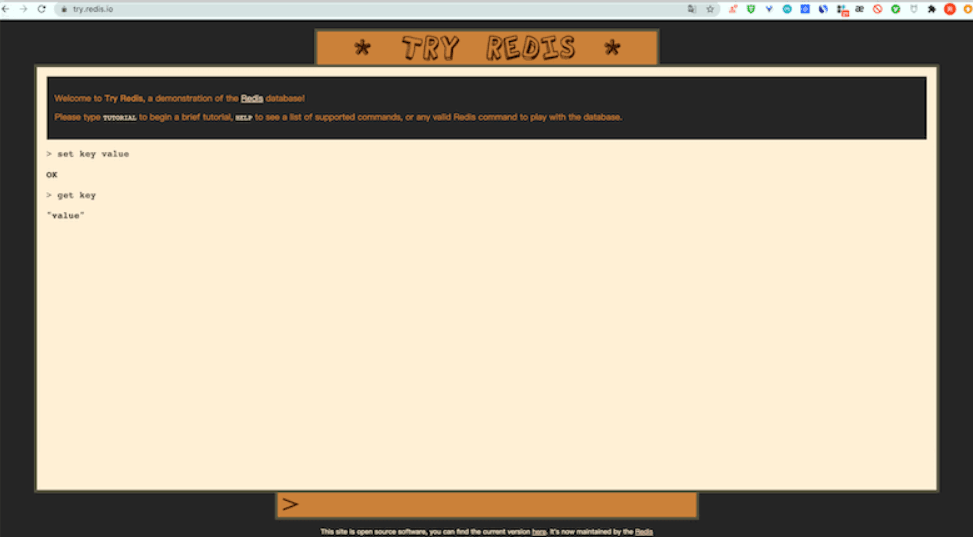 try.redis.io
* TRY REDIS *
Welcome to Try Redis, a demonstration of the Redis database!
Please type TUTORIAL to begin a brief tutorial, HELP to see a list of supported commands, or any valid Redis command to play with the database.
> set key value
OK
> get key
"value"
>
This site is open source software, you can find the current version here. It's now maintained by the Redis